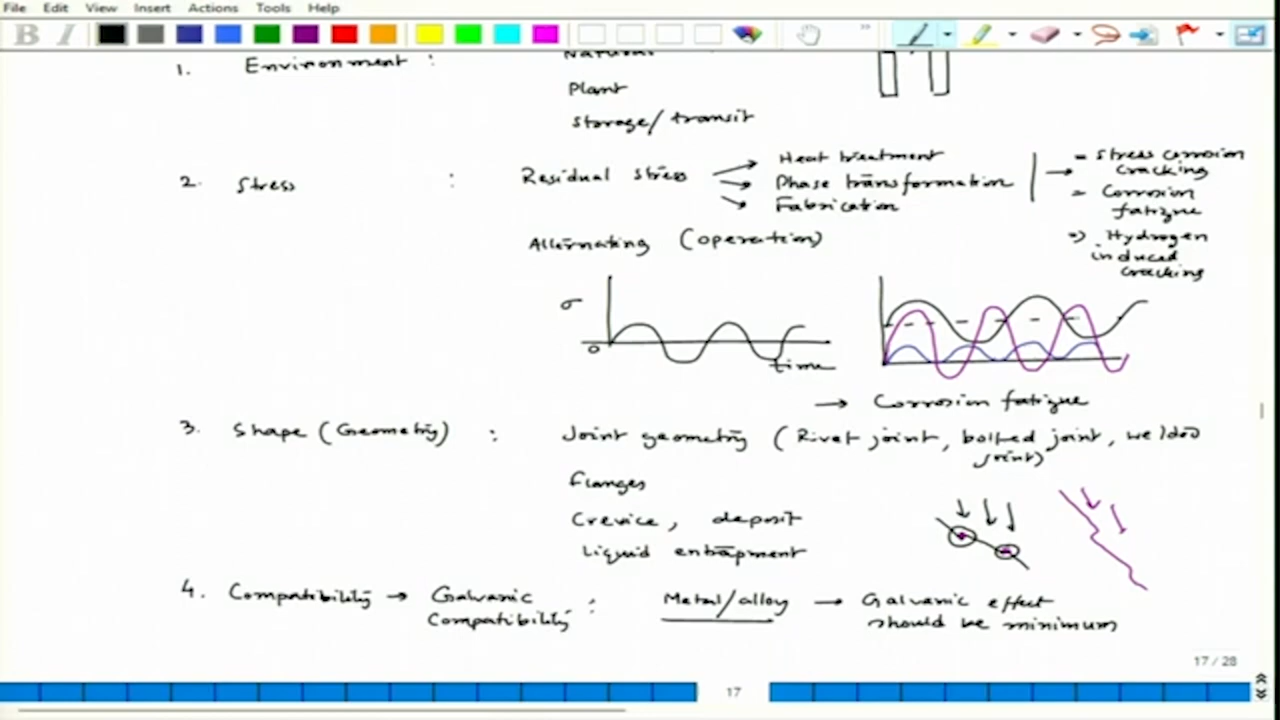 File Edit View Insert Actions Tools Help
B I
1. Environment : Natural
Plant
Storage/transit
2. Stress : Residual stress → Heat treatment
→ Phase transformation
→ Fabrication
→ = Stress corrosion
cracking
= Corrosion
fatigue
=> Hydrogen
induced
cracking
Alternating (operation)
σ
0
time
→ Corrosion fatigue
3. Shape (Geometry) : Joint geometry (Rivet joint, bolted joint, welded
joint)
flanges
Crevice, deposit
Liquid entrapment
4. Compatibility → Galvanic
Compatibility : Metal/alloy → Galvanic effect
should be minimum
17 / 28
17